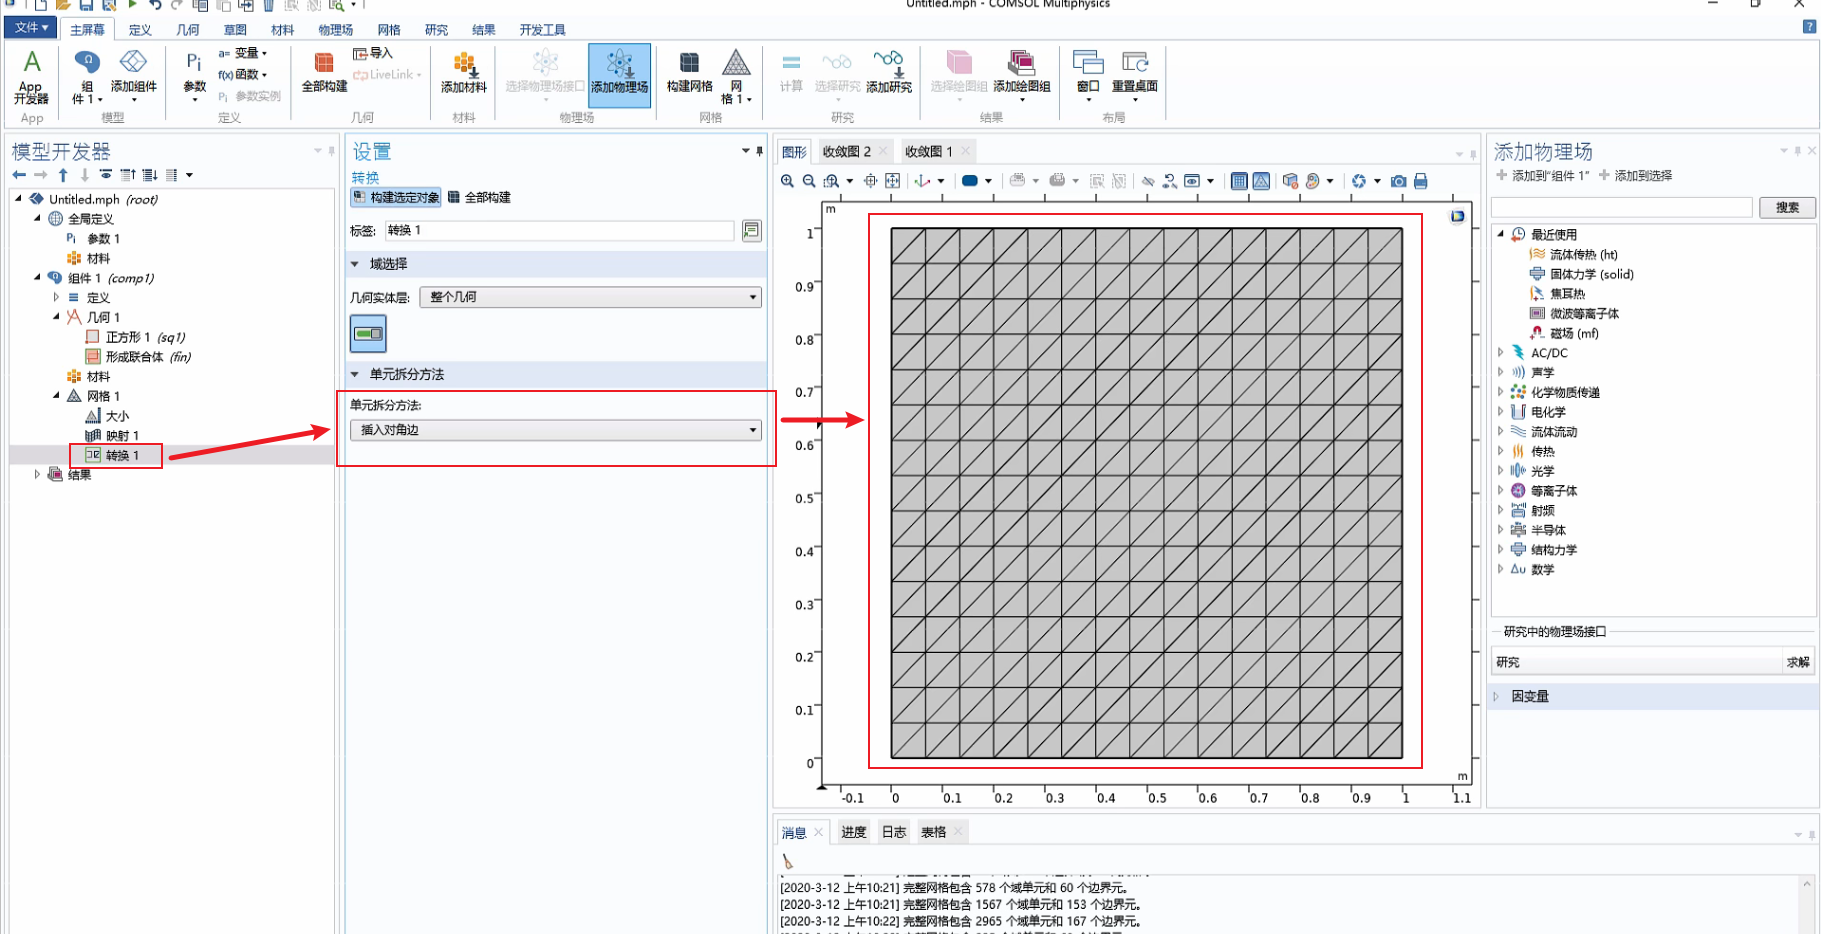 Untitled.mph - COMSOL Multiphysics
文件 主屏幕 定义 几何 草图 材料 物理场 网格 研究 结果 开发工具
App 开发器
组件 1
添加组件
Pi 参数
a= 变量
f(x) 函数
Pi 参数实例
全部构建
导入
LiveLink
添加材料
选择物理场接口
添加物理场
构建网格
网格 1
计算
选择研究
添加研究
选择绘图组
添加绘图组
窗口
重置桌面
App 模型 定义 几何 材料 物理场 网格 研究 结果 布局
模型开发器
Untitled.mph (root)
全局定义
Pi 参数 1
材料
组件 1 (comp1)
定义
几何 1
正方形 1 (sq1)
形成联合体 (fin)
材料
网格 1
大小
映射 1
转换 1
结果
设置
转换
构建选定对象 全部构建
标签: 转换 1
域选择
几何实体层: 整个几何
单元拆分方法
单元拆分方法:
插入对角边
图形 收敛图 2 收敛图 1
m
1
0.9
0.8
0.7
0.6
0.5
0.4
0.3
0.2
0.1
0
m
-0.1 0 0.1 0.2 0.3 0.4 0.5 0.6 0.7 0.8 0.9 1 1.1
消息 进度 日志 表格
[2020-3-12 上午10:21] 完整网格包含 578 个域单元和 60 个边界元。
[2020-3-12 上午10:21] 完整网格包含 1567 个域单元和 153 个边界元。
[2020-3-12 上午10:22] 完整网格包含 2965 个域单元和 167 个边界元。
添加物理场
添加到"组件 1" 添加到选择
搜索
最近使用
流体传热 (ht)
固体力学 (solid)
焦耳热
微波等离子体
磁场 (mf)
AC/DC
声学
化学物质传递
电化学
流体流动
传热
光学
等离子体
射频
半导体
结构力学
Δu 数学
研究中的物理场接口
研究 求解
因变量